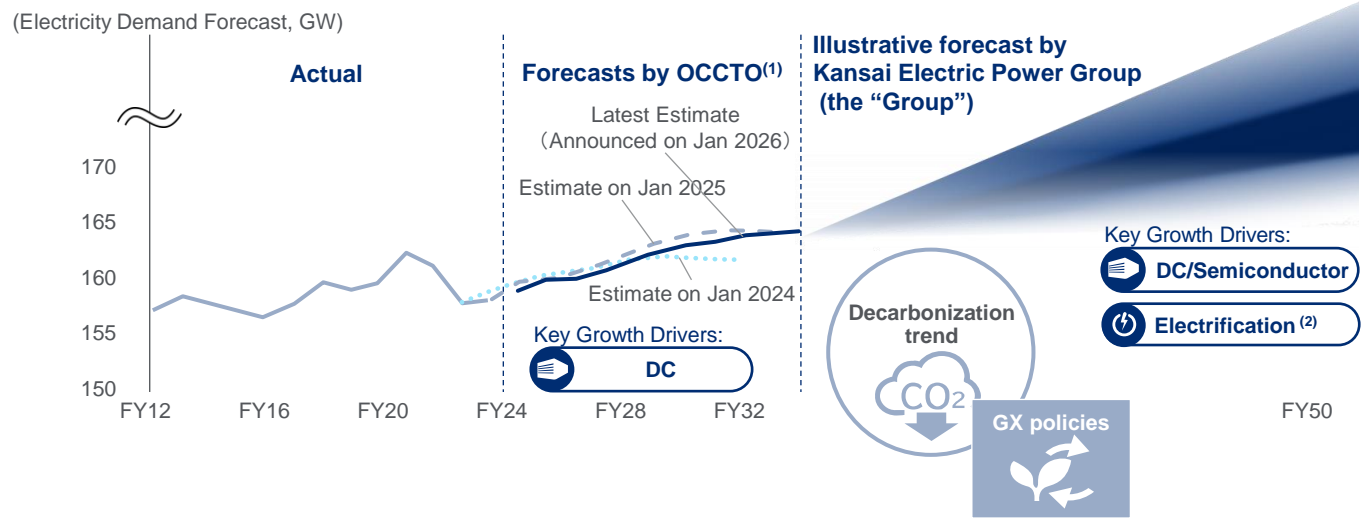 (Electricity Demand Forecast, GW)
Actual
Forecasts by OCCTO(1)
Illustrative forecast by
Kansai Electric Power Group
(the “Group”)
Latest Estimate
（Announced on Jan 2026）
Estimate on Jan 2025
Estimate on Jan 2024
170
165
160
155
150
Key Growth Drivers:
DC
Key Growth Drivers:
DC/Semiconductor
Electrification (2)
Decarbonization
trend
CO2
GX policies
FY12
FY16
FY20
FY24
FY28
FY32
FY50